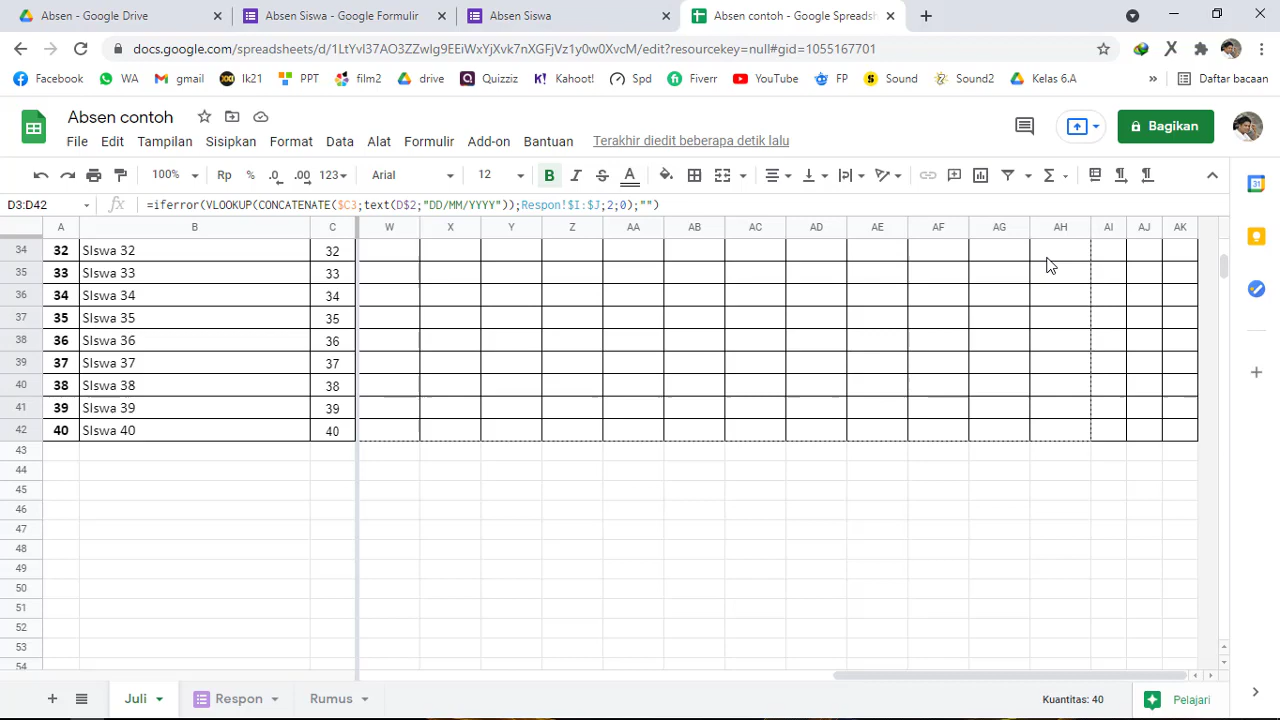 Absen - Google Drive
Absen Siswa - Google Formulir
Absen Siswa
Absen contoh - Google Spreadsh
docs.google.com/spreadsheets/d/1LtYvl37AO3ZZwIg9EEiWxYjXvk7nXGFjVz1y0w0XvcM/edit?resourcekey=null#gid=1055167701
Facebook WA gmail lk21 PPT film2 drive Quizziz Kahoot! Spd Fiverr YouTube FP Sound Sound2 Kelas 6.A » Daftar bacaan
Absen contoh
File Edit Tampilan Sisipkan Format Data Alat Formulir Add-on Bantuan Terakhir diedit beberapa detik lalu
Bagikan
100% Rp % .0 .00 123 Arial 12 B I S A
D3:D42 fx =iferror(VLOOKUP(CONCATENATE($C3;text(D$2;"DD/MM/YYYY"));Respon!$I:$J;2;0);"")
A B C W X Y Z AA AB AC AD AE AF AG AH AI AJ AK
34 32 SIswa 32 32
35 33 SIswa 33 33
36 34 SIswa 34 34
37 35 SIswa 35 35
38 36 SIswa 36 36
39 37 SIswa 37 37
40 38 SIswa 38 38
41 39 SIswa 39 39
42 40 SIswa 40 40
43
44
45
46
47
48
49
50
51
52
53
54
Juli Respon Rumus Kuantitas: 40 Pelajari